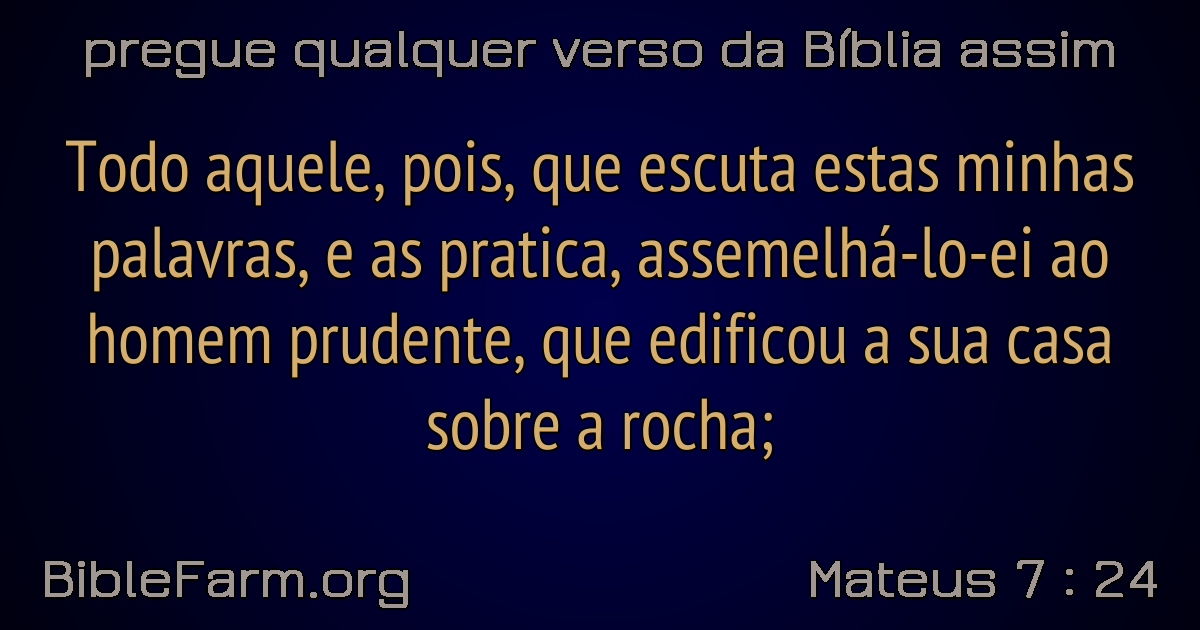 pregue qualquer verso da Bíblia assim
Todo aquele, pois, que escuta estas minhas
palavras, e as pratica, assemelhá-lo-ei ao
homem prudente, que edificou a sua casa
sobre a rocha;
BibleFarm.org
Mateus 7 : 24